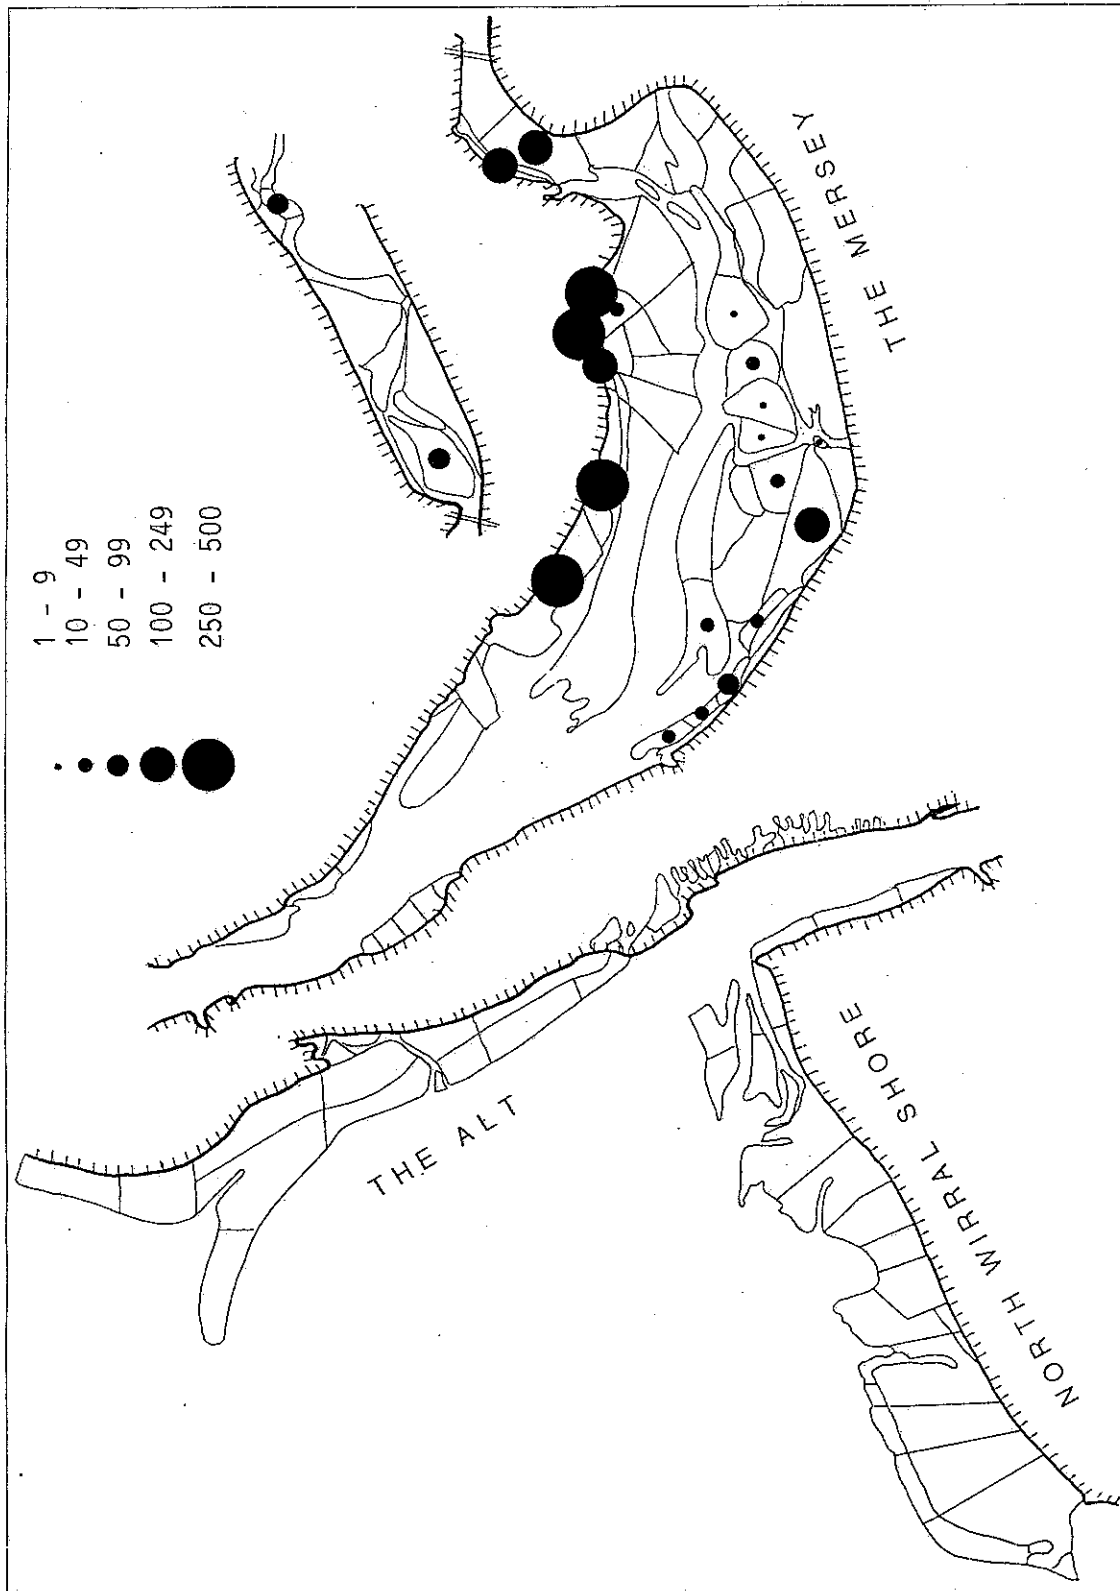 1 - 9
10 - 49
50 - 99
100 - 249
250 - 500
THE MERSEY
THE ALT
NORTH WIRRAL SHORE